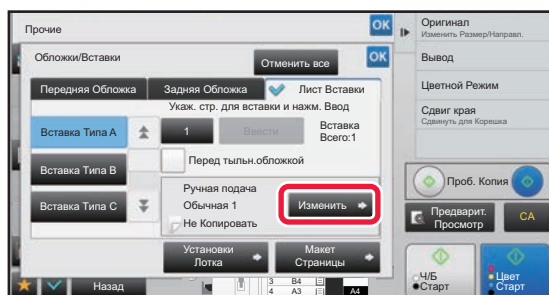 Прочие
OK
Обложки/Вставки
Отменить все
OK
Передняя Обложка
Задняя Обложка
Лист Вставки
Укаж. стр. для вставки и нажм. Ввод
Вставка Типа A
1
Ввести
Вставка
Всего:1
Вставка Типа B
Перед тыльн.обложкой
Вставка Типа C
Ручная подача
Обычная 1
Не Копировать
Изменить
Установки
Лотка
Макет
Страницы
Назад
3 B4
4 A3
A4
Оригинал
Изменить Размер/Направл.
Вывод
Цветной Режим
Сдвиг края
Сдвинуть для Корешка
Проб. Копия
Предварит.
Просмотр
CA
Ч/Б
Старт
Цвет
Старт